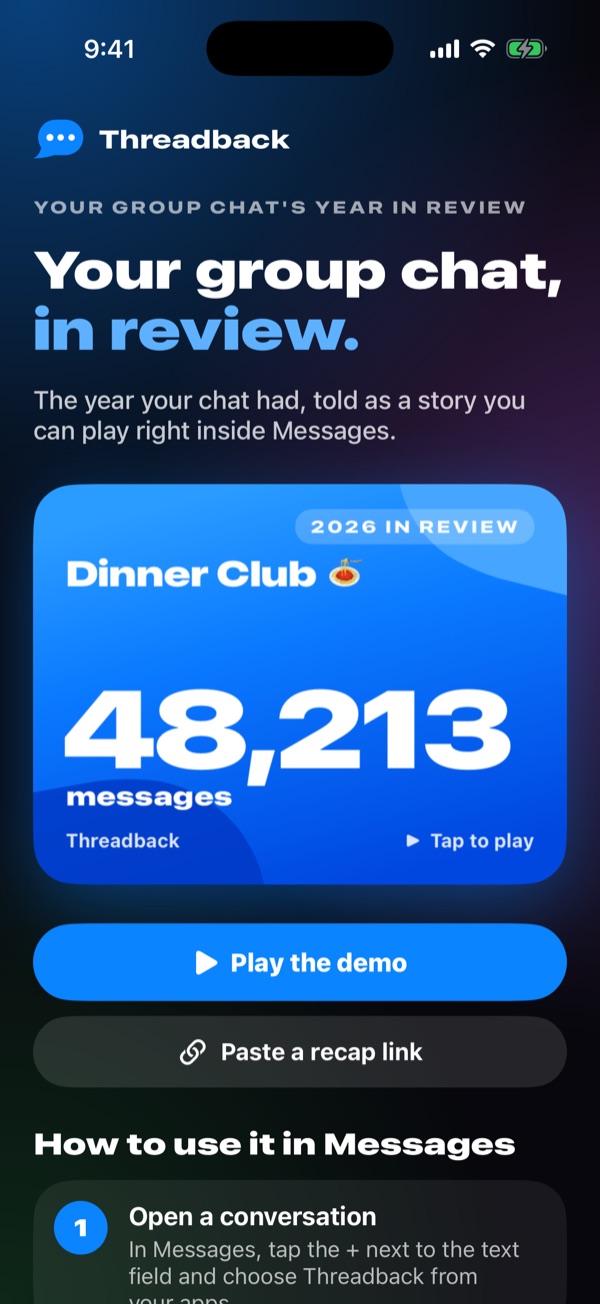 9:41
Threadback
YOUR GROUP CHAT'S YEAR IN REVIEW
Your group chat,
in review.
The year your chat had, told as a story you
can play right inside Messages.
2026 IN REVIEW
Dinner Club 🍝
48,213
messages
Threadback
Tap to play
Play the demo
Paste a recap link
How to use it in Messages
1
Open a conversation
In Messages, tap the + next to the text
field and choose Threadback from
your apps